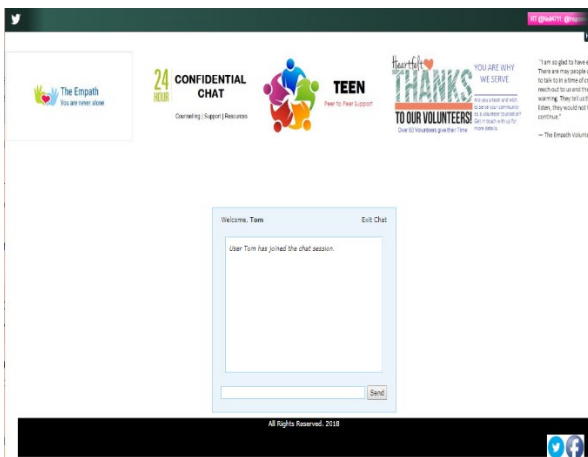 The Empath
You are never alone
24
HOUR
CONFIDENTIAL
CHAT
Counseling | Support | Resources
TEEN
Peer to Peer Support
Heartfelt
THANKS
TO OUR VOLUNTEERS!
Over 60 Volunteers give their Time
YOU ARE WHY
WE SERVE
more details.
"I am so glad to have
There are may people
to talk to in a time of
reach out to us and
warning. They tell us
listen, they would not
continue."
— The Empath Volunte
Welcome, Tom
Exit Chat
User Tom has joined the chat session.
Send
All Rights Reserved. 2018